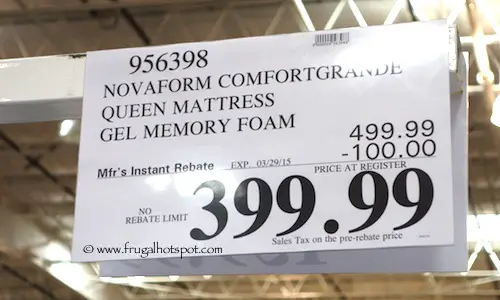 956398
NOVAFORM COMFORTGRANDE
QUEEN MATTRESS
GEL MEMORY FOAM
499.99
-100.00
Mfr's Instant Rebate EXP. 03/29/15 PRICE AT REGISTER
NO
REBATE LIMIT
399.99
Sales Tax on the pre-rebate price
© www.frugalhotspot.com